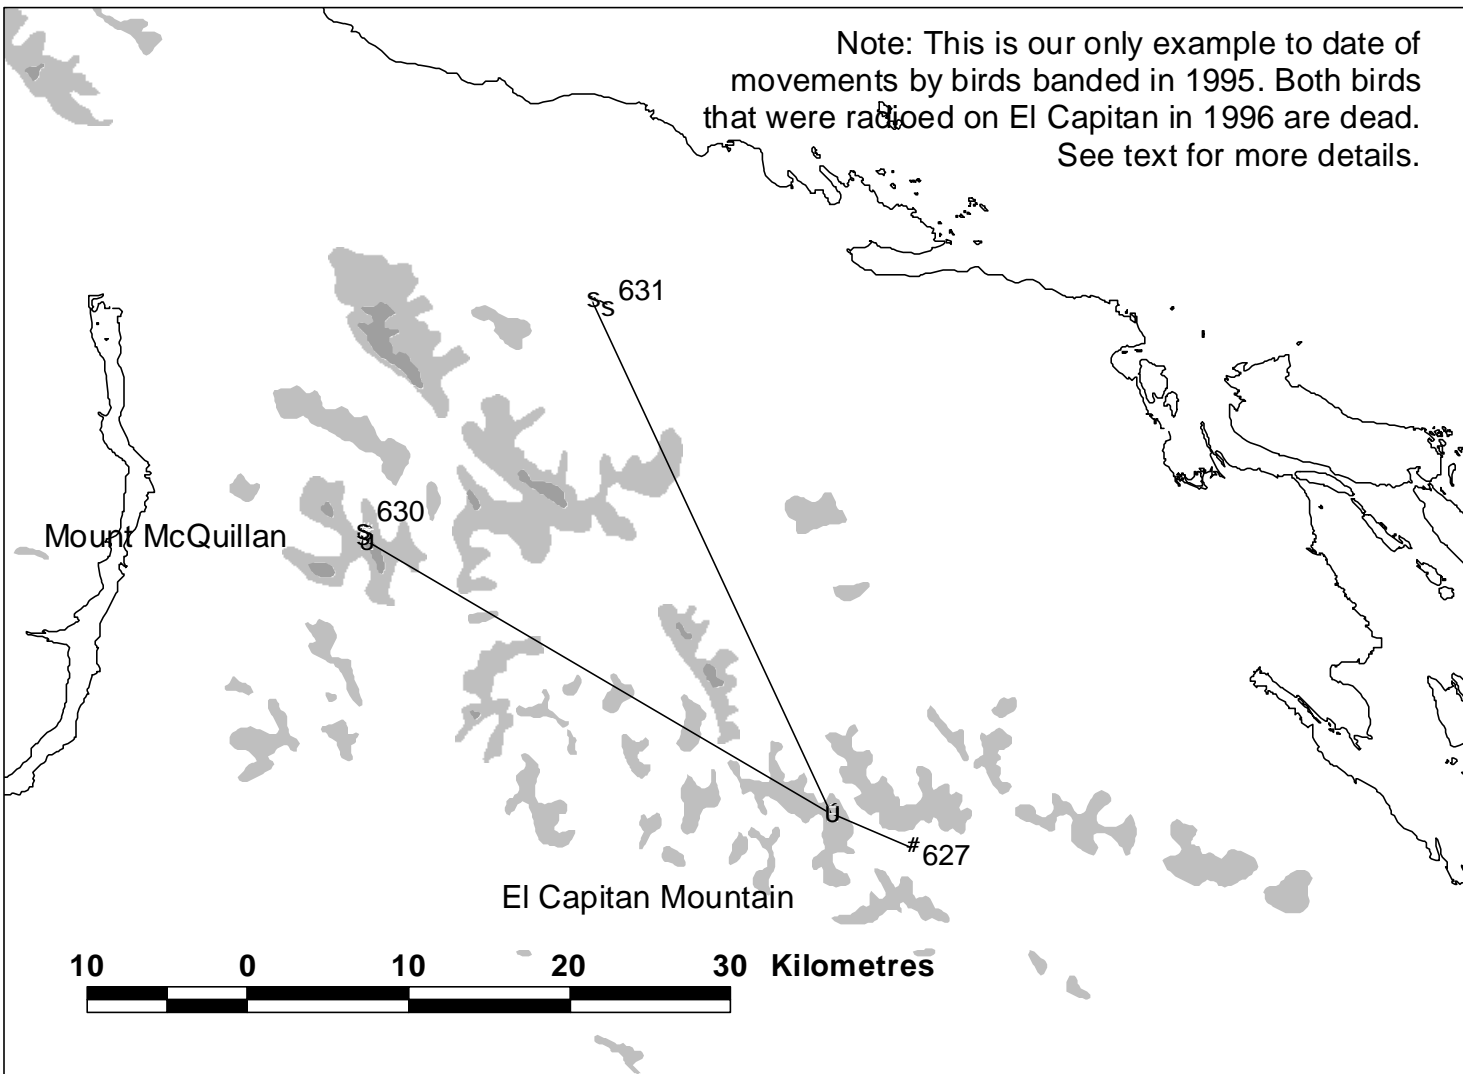 Note: This is our only example to date of
movements by birds banded in 1995. Both birds
that were radioed on El Capitan in 1996 are dead.
See text for more details.
s s 631
s 630
Mount McQuillan
Ú
# 627
El Capitan Mountain
10 0 10 20 30 Kilometres